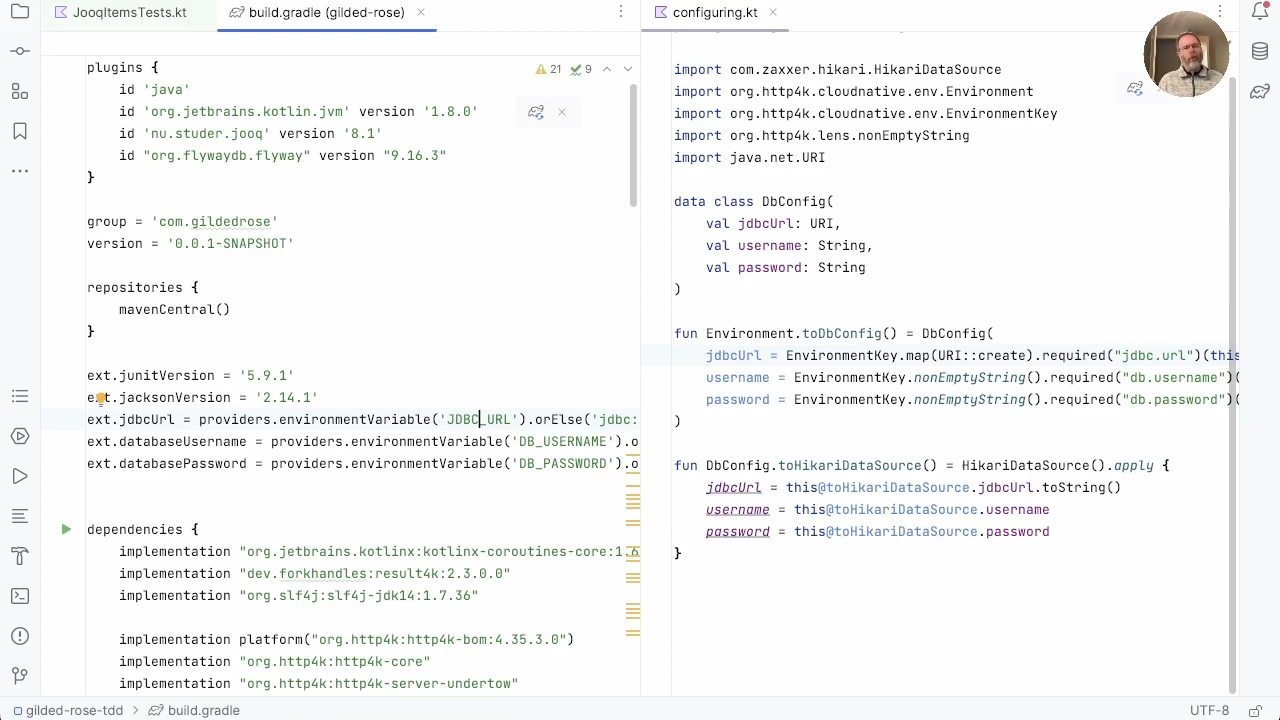 JooqItemsTests.kt
build.gradle (gilded-rose)
configuring.kt
21
9
plugins {
id 'java'
id 'org.jetbrains.kotlin.jvm' version '1.8.0'
id 'nu.studer.jooq' version '8.1'
id "org.flywaydb.flyway" version "9.16.3"
}
group = 'com.gildedrose'
version = '0.0.1-SNAPSHOT'
repositories {
mavenCentral()
}
ext.junitVersion = '5.9.1'
ext.jacksonVersion = '2.14.1'
ext.jdbcUrl = providers.environmentVariable('JDBC_URL').orElse('jdbc:
ext.databaseUsername = providers.environmentVariable('DB_USERNAME').o
ext.databasePassword = providers.environmentVariable('DB_PASSWORD').o
dependencies {
implementation "org.jetbrains.kotlinx:kotlinx-coroutines-core:1.6
implementation "dev.forkhandles:result4k:2.3.0.0"
implementation "org.slf4j:slf4j-jdk14:1.7.36"
implementation platform("org.http4k:http4k-bom:4.35.3.0")
implementation "org.http4k:http4k-core"
implementation "org.http4k:http4k-server-undertow"
import com.zaxxer.hikari.HikariDataSource
import org.http4k.cloudnative.env.Environment
import org.http4k.cloudnative.env.EnvironmentKey
import org.http4k.lens.nonEmptyString
import java.net.URI
data class DbConfig(
val jdbcUrl: URI,
val username: String,
val password: String
)
fun Environment.toDbConfig() = DbConfig(
jdbcUrl = EnvironmentKey.map(URI::create).required("jdbc.url")(this
username = EnvironmentKey.nonEmptyString().required("db.username")(
password = EnvironmentKey.nonEmptyString().required("db.password")(
)
fun DbConfig.toHikariDataSource() = HikariDataSource().apply {
jdbcUrl = this@toHikariDataSource.jdbcUrl.toString()
username = this@toHikariDataSource.username
password = this@toHikariDataSource.password
}
gilded-rose-tdd
build.gradle
UTF-8